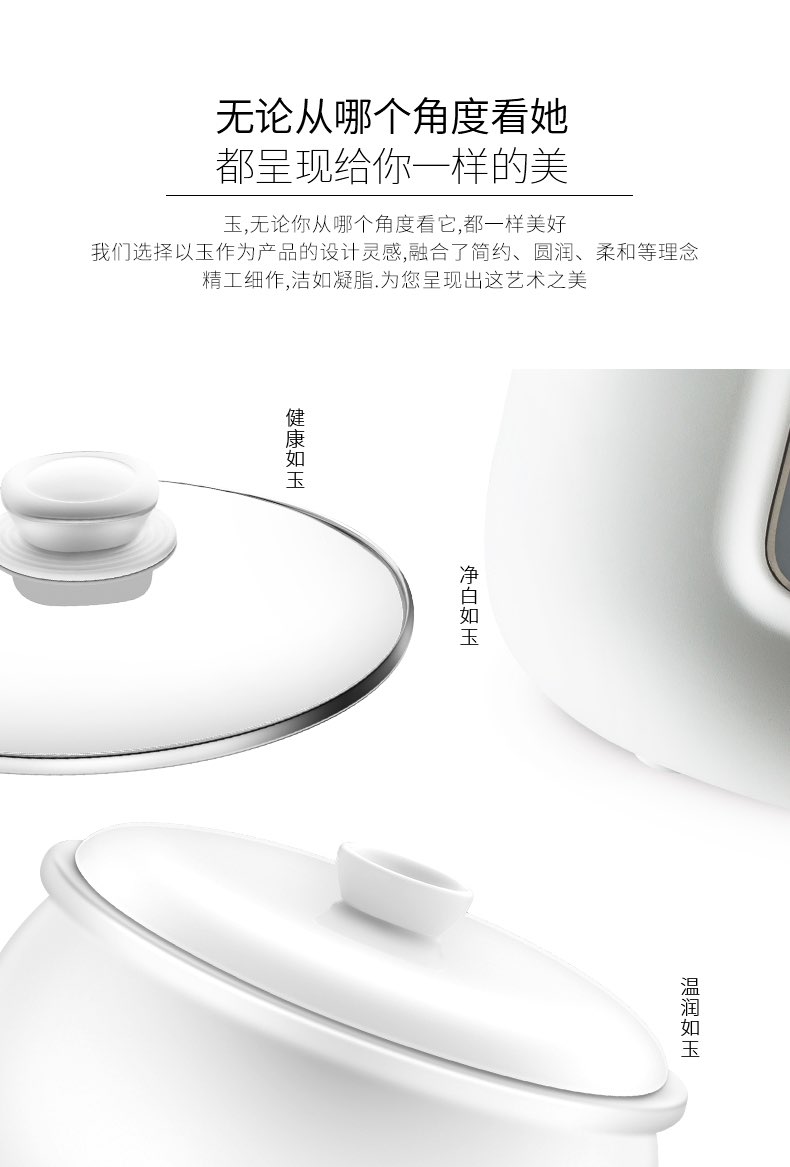 无论从哪个角度看她
都呈现给你一样的美
玉,无论你从哪个角度看它,都一样美好
我们选择以玉作为产品的设计灵感,融合了简约、圆润、柔和等理念
精工细作,洁如凝脂.为您呈现出这艺术之美
健康如玉
净白如玉
温润如玉